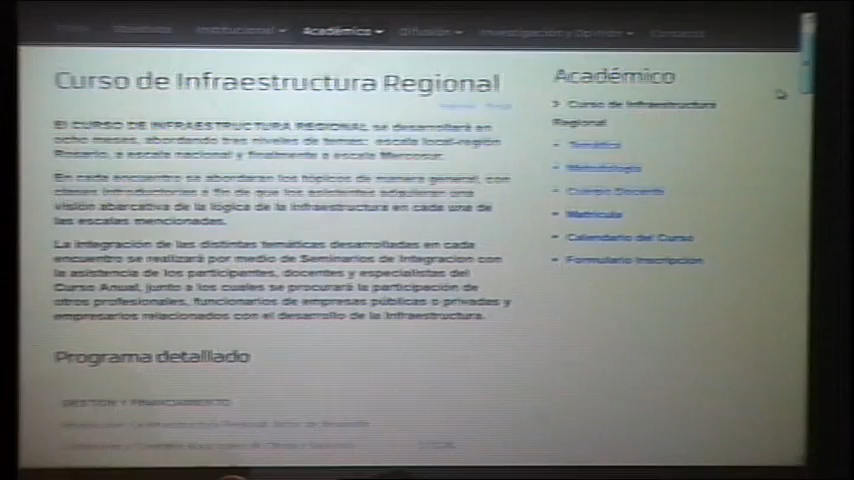 Institucional Académico Difusión Investigación y Opinión Contacto
Curso de Infraestructura Regional
El CURSO DE INFRAESTRUCTURA REGIONAL se desarrollará en
ocho meses, abordando tres niveles de temas: escala local-región
Rosario, a escala nacional y finalmente a escala Mercosur.
En cada encuentro se abordaran los tópicos de manera general, con
clases introductorias a fin de que los asistentes adquieran una
visión abarcativa de la lógica de la Infraestructura en cada una de
las escalas mencionadas.
La integración de las distintas temáticas desarrolladas en cada
encuentro se realizará por medio de Seminarios de Integración con
la asistencia de los participantes, docentes y especialistas del
Curso Anual, junto a los cuales se procurará la participación de
otros profesionales, funcionarios de empresas públicas o privadas y
empresarios relacionados con el desarrollo de la Infraestructura.
Programa detallado
GESTIÓN Y FINANCIAMIENTO
Académico
Curso de Infraestructura
Regional
Temática
Metodología
Cuerpo Docente
Matrícula
Calendario del Curso
Formulario Inscripción